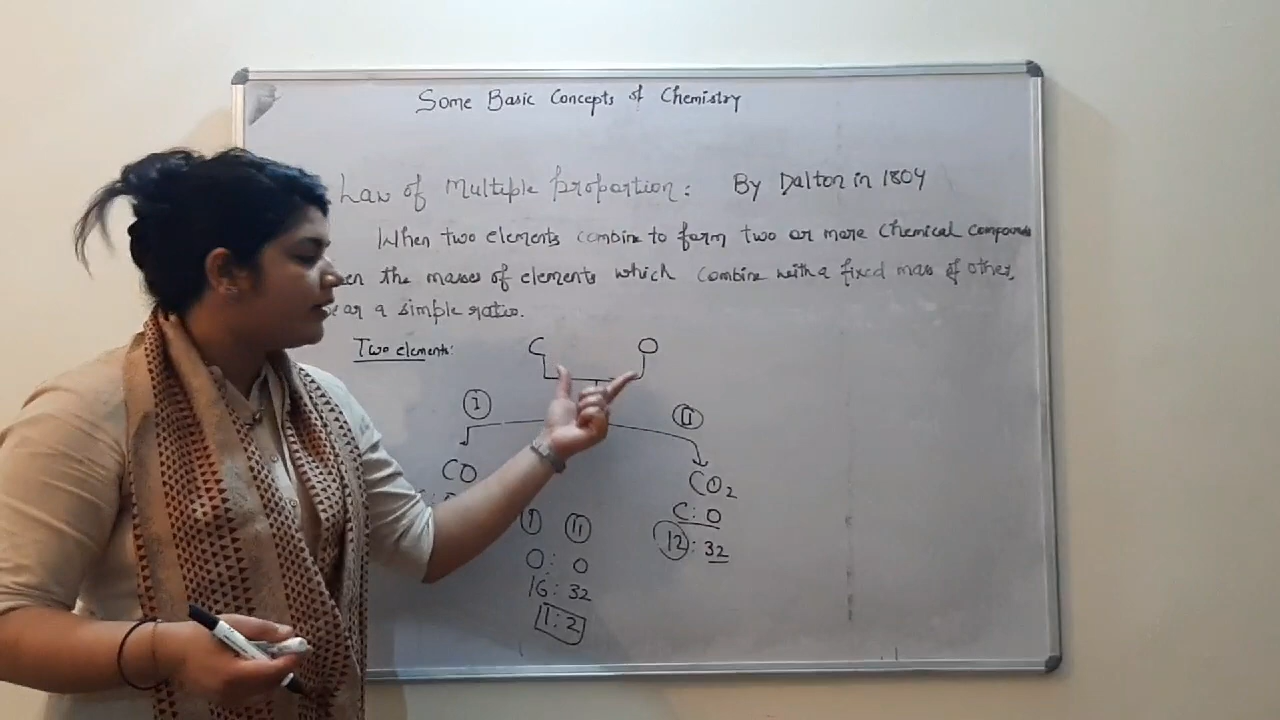 Some Basic Concepts of Chemistry
Law of Multiple proportion: By Dalton in 1804
When two elements combine to form two or more chemical compounds
the masses of elements which combine with a fixed mass of other,
a simple ratio.
Two elements:
C O
I II
CO
CO2
C : O
12 : 32
I II
O : O
16 : 32
1 : 2